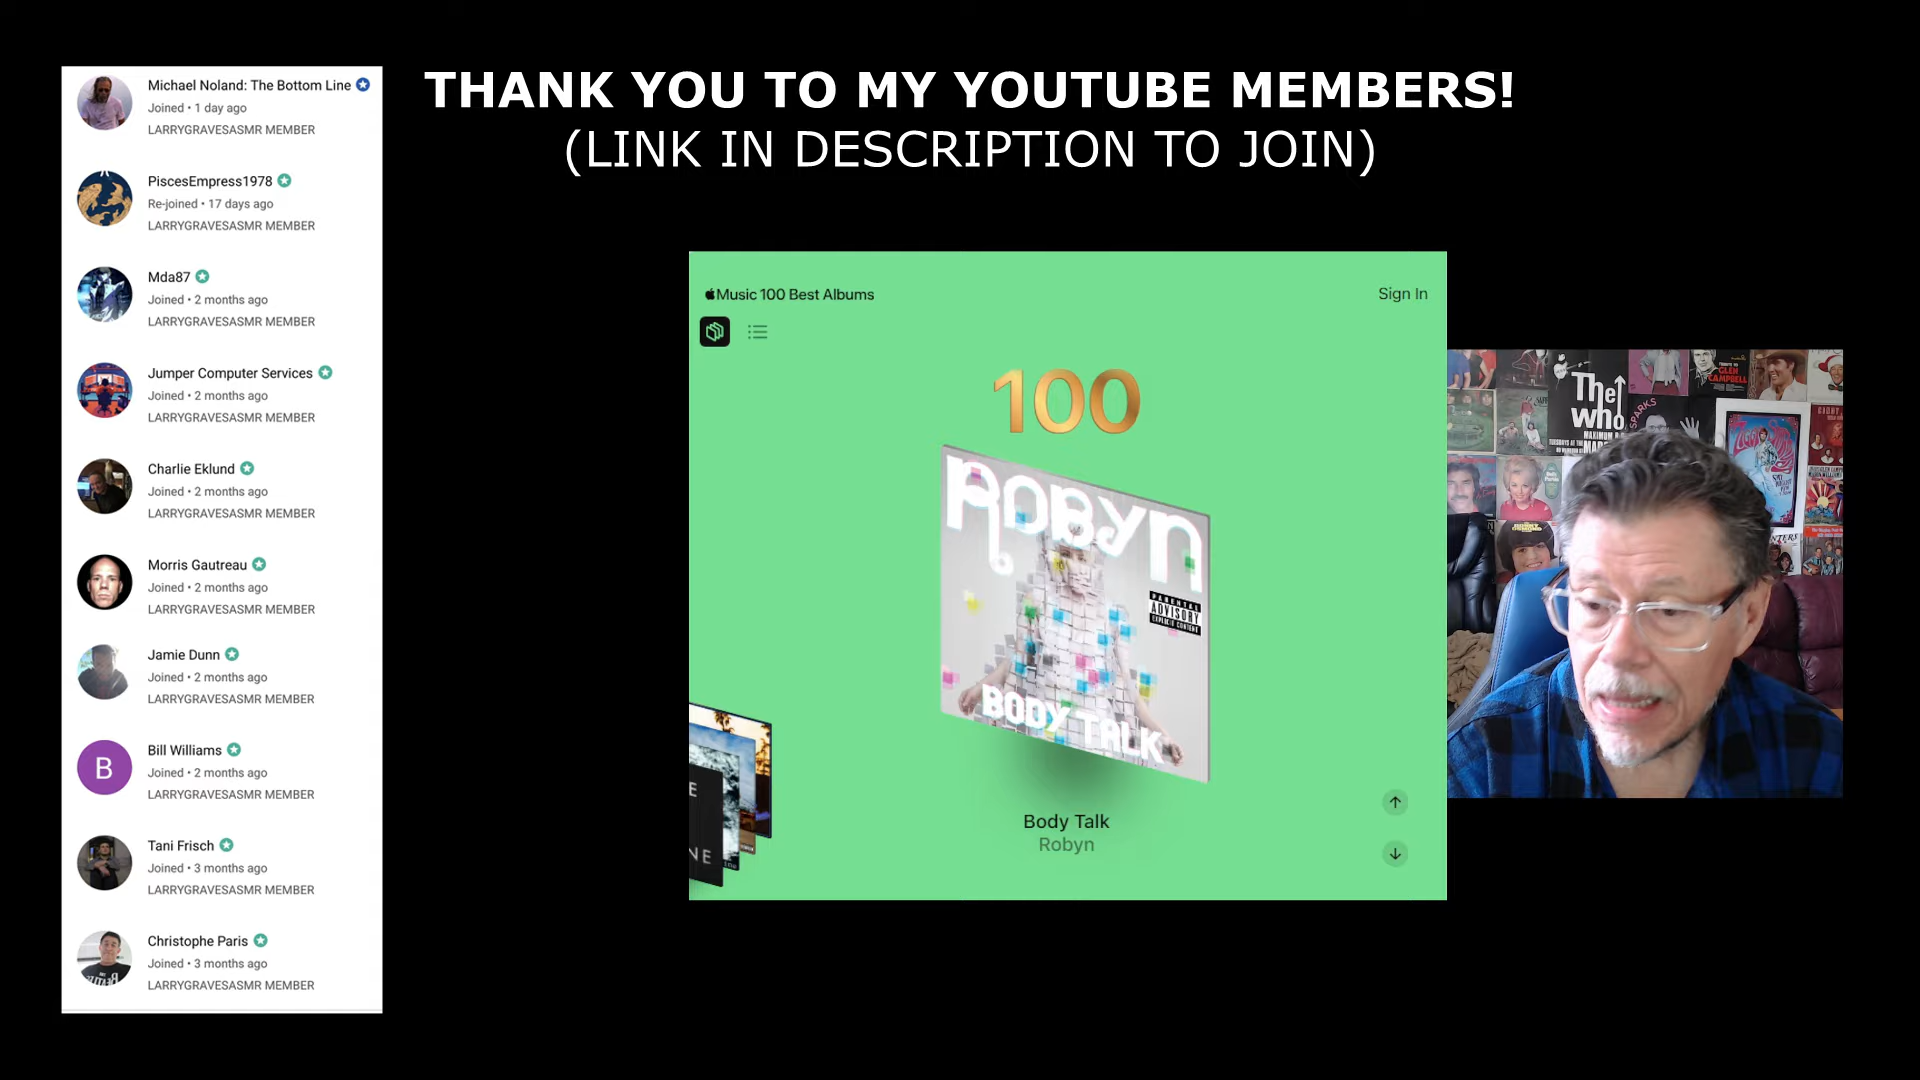 THANK YOU TO MY YOUTUBE MEMBERS!
(LINK IN DESCRIPTION TO JOIN)
Michael Noland: The Bottom Line
Joined • 1 day ago
LARRYGRAVESASMR MEMBER
PiscesEmpress1978
Re-joined • 17 days ago
LARRYGRAVESASMR MEMBER
Mda87
Joined • 2 months ago
LARRYGRAVESASMR MEMBER
Jumper Computer Services
Joined • 2 months ago
LARRYGRAVESASMR MEMBER
Charlie Eklund
Joined • 2 months ago
LARRYGRAVESASMR MEMBER
Morris Gautreau
Joined • 2 months ago
LARRYGRAVESASMR MEMBER
Jamie Dunn
Joined • 2 months ago
LARRYGRAVESASMR MEMBER
B
Bill Williams
Joined • 2 months ago
LARRYGRAVESASMR MEMBER
Tani Frisch
Joined • 3 months ago
LARRYGRAVESASMR MEMBER
Christophe Paris
Joined • 3 months ago
LARRYGRAVESASMR MEMBER
Music 100 Best Albums
Sign In
100
ROBYN
PARENTAL
ADVISORY
EXPLICIT CONTENT
BODY TALK
E
NE
Body Talk
Robyn
The
Who
MAXIMUM
SPARKS
GLEN
CAMPBELL